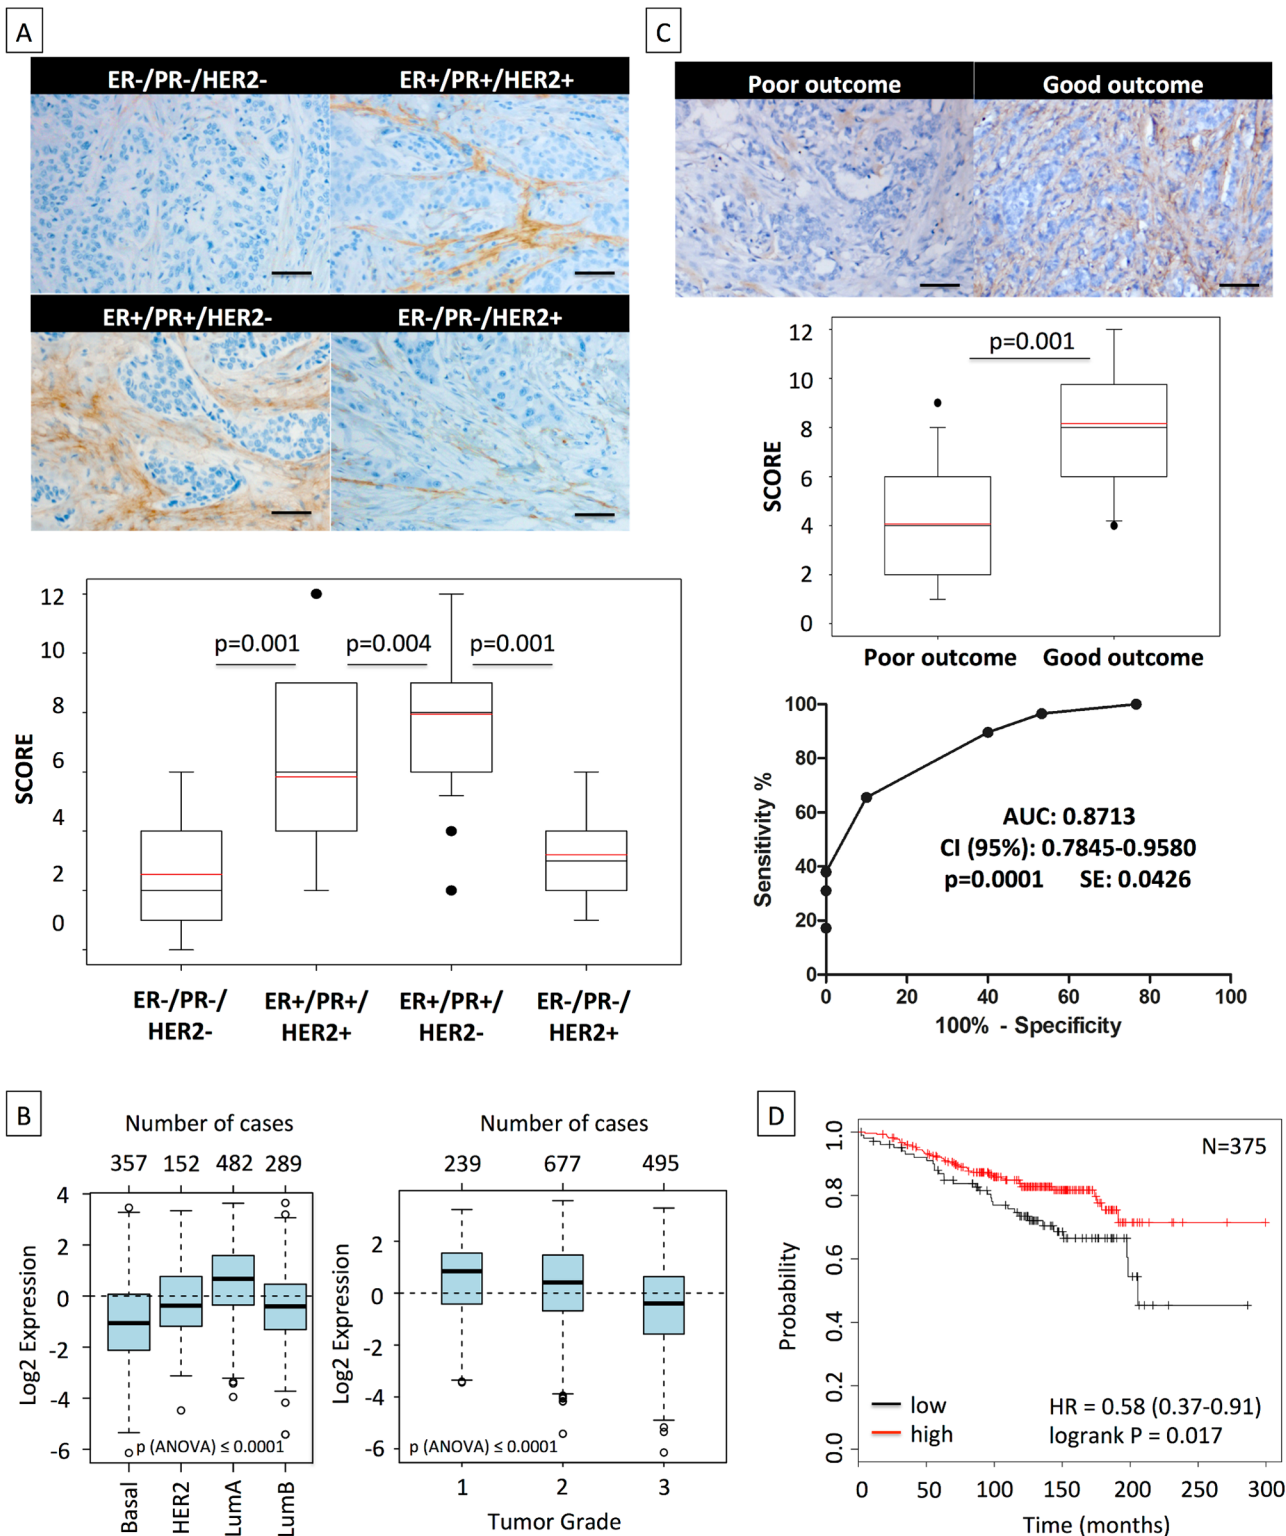 A
ER-/PR-/HER2-
ER+/PR+/HER2+
ER+/PR+/HER2-
ER-/PR-/HER2+
12
10
8
6
4
2
0
SCORE
p=0.001
p=0.004
p=0.001
ER-/PR-/
HER2-
ER+/PR+/
HER2+
ER+/PR+/
HER2-
ER-/PR-/
HER2+
C
Poor outcome
Good outcome
12
10
8
6
4
2
0
SCORE
p=0.001
Poor outcome
Good outcome
100
80
60
40
20
0
Sensitivity %
AUC: 0.8713
CI (95%): 0.7845-0.9580
p=0.0001 SE: 0.0426
0 20 40 60 80 100
100% - Specificity
B
Number of cases
357 152 482 289
4
2
0
-2
-4
-6
Log2 Expression
p (ANOVA) ≤ 0.0001
Basal
HER2
LumA
LumB
Number of cases
239 677 495
2
0
-2
-4
-6
Log2 Expression
p (ANOVA) ≤ 0.0001
1 2 3
Tumor Grade
D
N=375
1.0
0.8
0.6
0.4
0.2
0.0
Probability
low
high
HR = 0.58 (0.37-0.91)
logrank P = 0.017
0 50 100 150 200 250 300
Time (months)